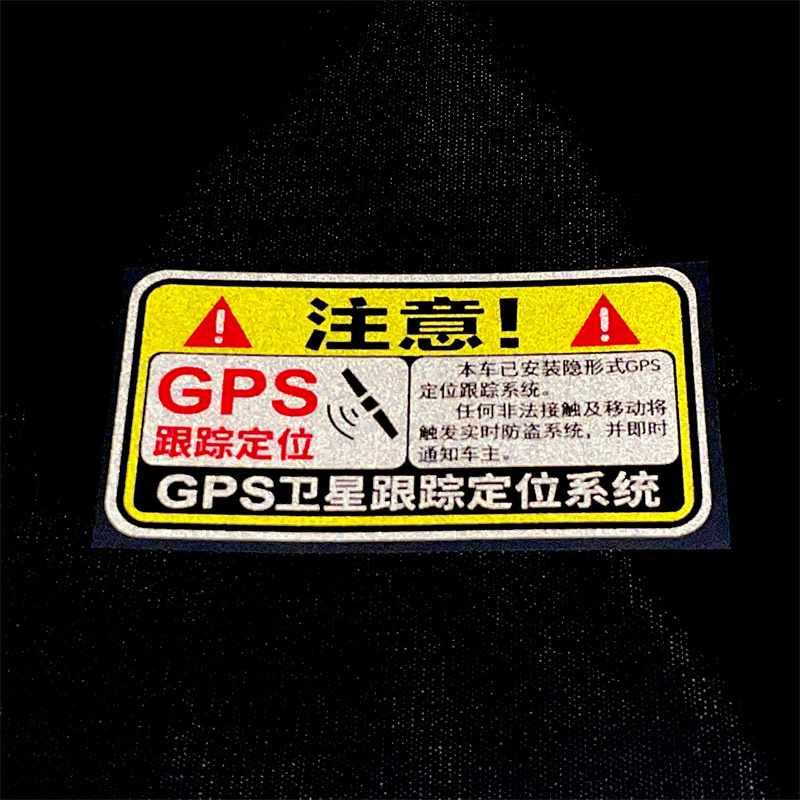 注意!
GPS
跟踪定位
本车已安装隐形式GPS
定位跟踪系统。
任何非法接触及移动将
触发实时防盗系统，并即时
通知车主。
GPS卫星跟踪定位系统